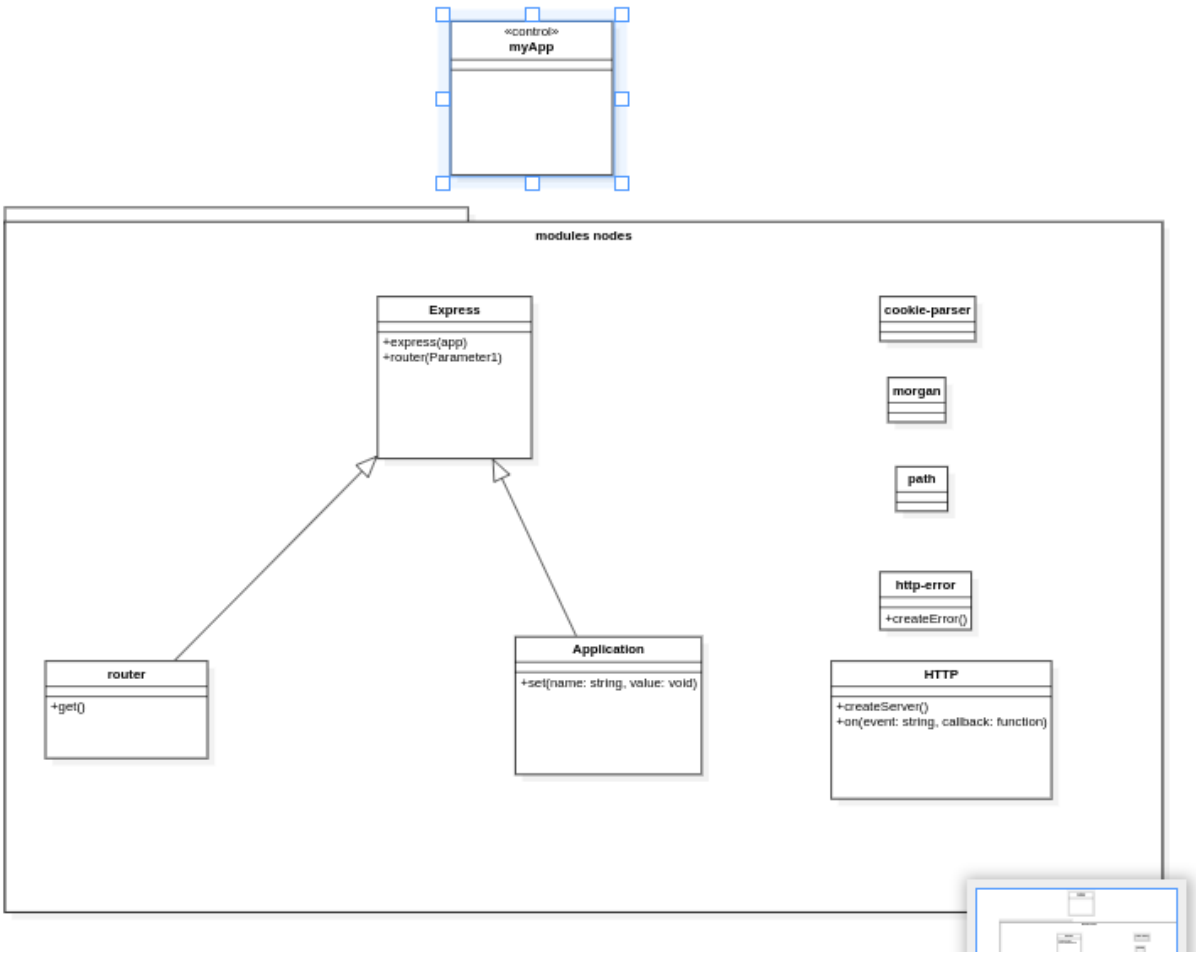 «control»
myApp
modules nodes
Express
+express(app)
+router(Parameter1)
cookie-parser
morgan
path
http-error
+createError()
router
+get()
Application
+set(name: string, value: void)
HTTP
+createServer()
+on(event: string, callback: function)